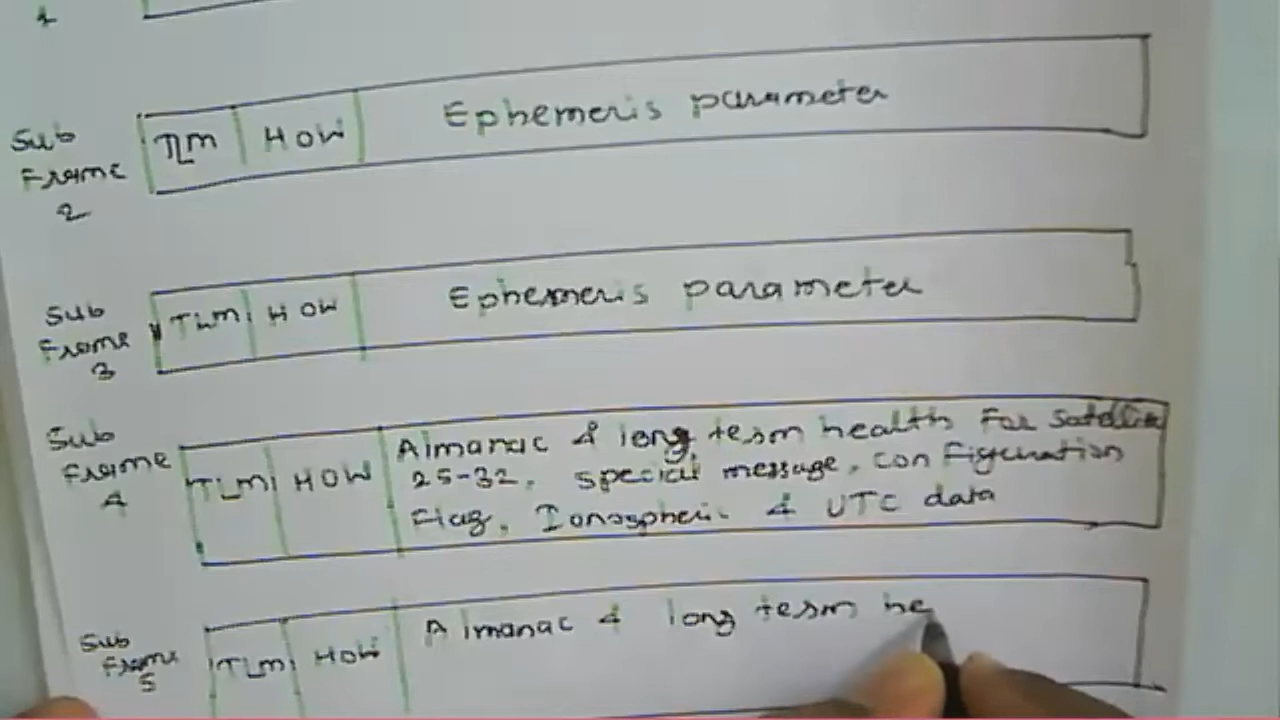 1
Sub
Frame
2
TLM HOW Ephemeris parameter
Sub
Frame
3
TLM HOW Ephemeris parameter
Sub
Frame
4
TLM HOW
Almanac & long term health For Satellite
25-32, special message, configuration
Flag, Ionospheric & UTC data
Sub
Frame
5
TLM HOW Almanac & long term he